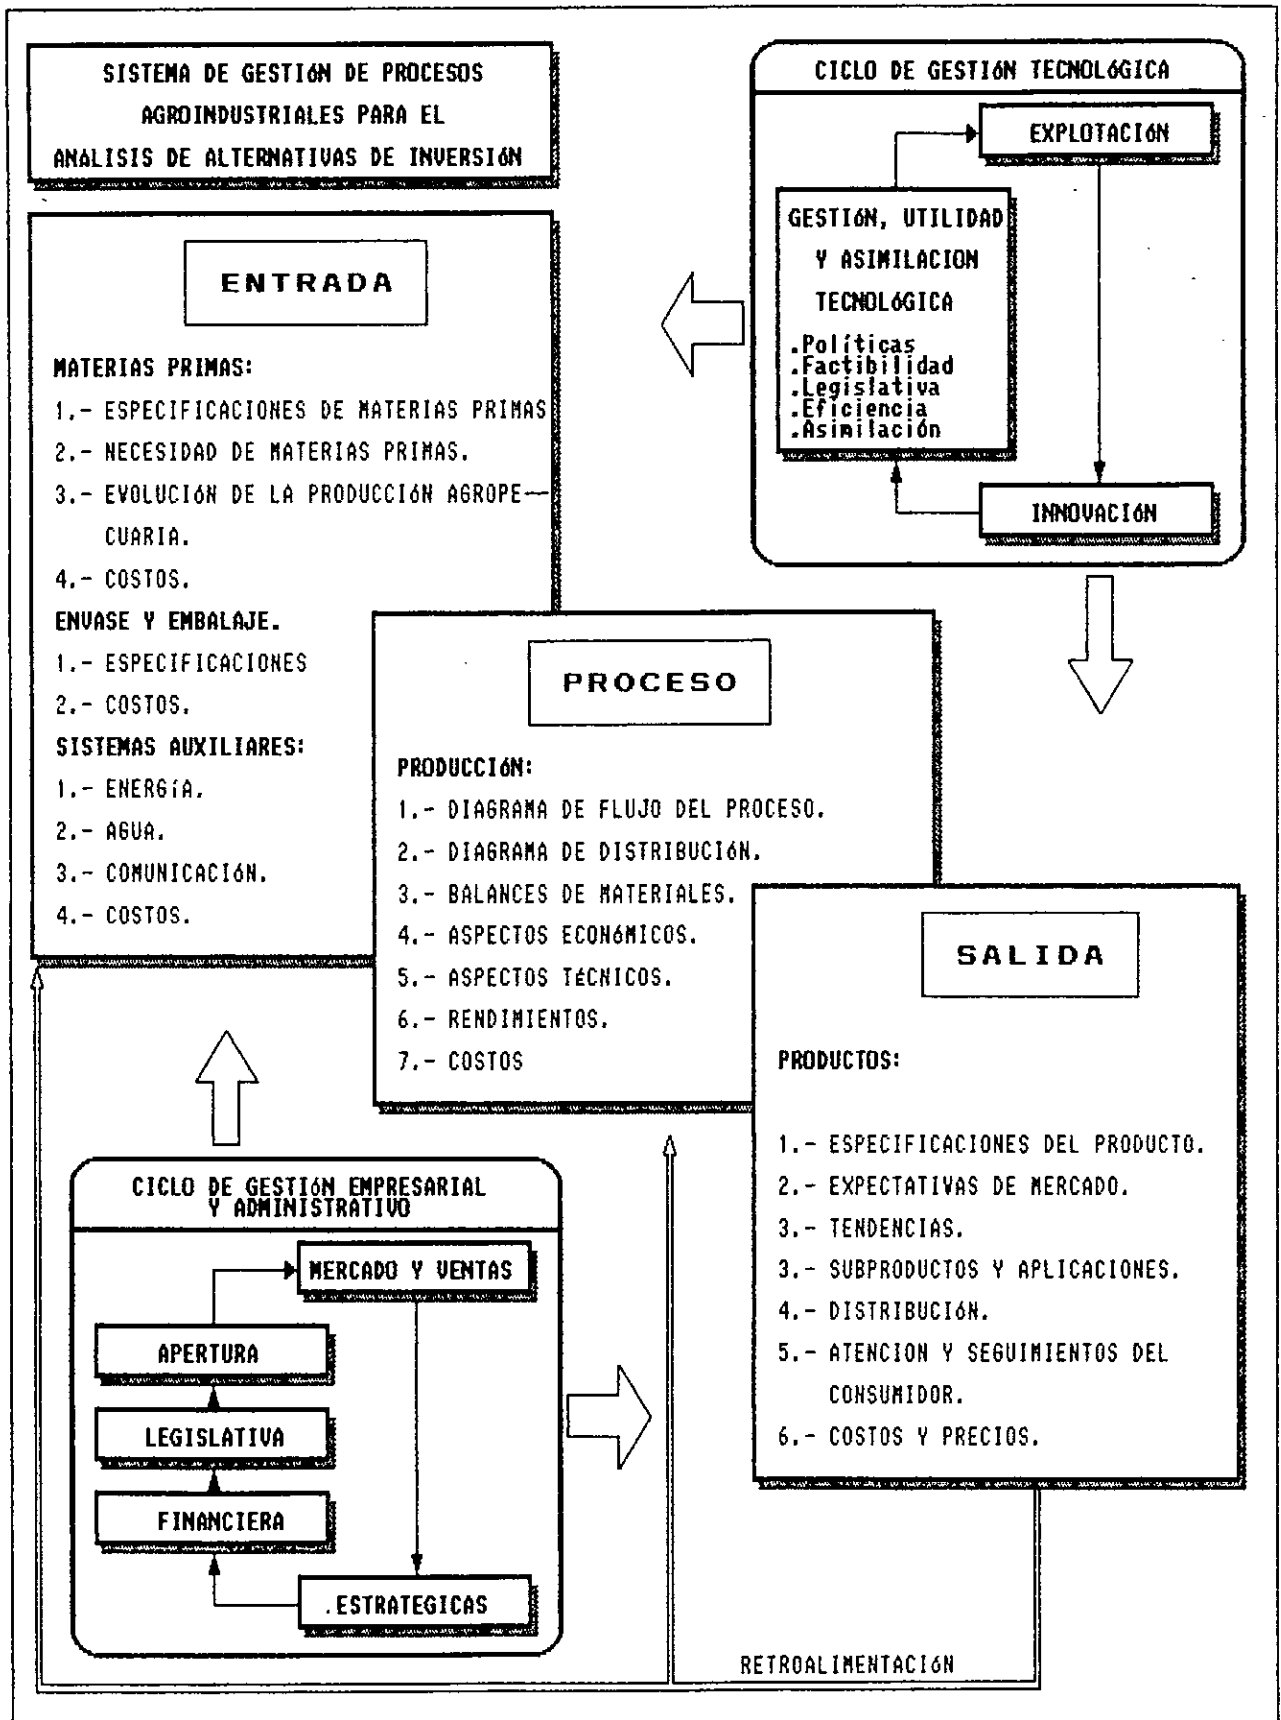 SISTEMA DE GESTIóN DE PROCESOS
AGROINDUSTRIALES PARA EL
ANALISIS DE ALTERNATIVAS DE INVERSIóN
CICLO DE GESTIóN TECNOLóGICA
EXPLOTACIóN
GESTIóN, UTILIDAD
Y ASIMILACION
TECNOLóGICA
.Políticas
.Factibilidad
.Legislativa
.Eficiencia
.Asimilación
INNOVACIóN
ENTRADA
MATERIAS PRIMAS:
1.- ESPECIFICACIONES DE MATERIAS PRIMAS
2.- NECESIDAD DE MATERIAS PRIMAS.
3.- EVOLUCIóN DE LA PRODUCCIóN AGROPE-
CUARIA.
4.- COSTOS.
ENVASE Y EMBALAJE.
1.- ESPECIFICACIONES
2.- COSTOS.
SISTEMAS AUXILIARES:
1.- ENERGíA.
2.- AGUA.
3.- COMUNICACIóN.
4.- COSTOS.
PROCESO
PRODUCCIóN:
1.- DIAGRAMA DE FLUJO DEL PROCESO.
2.- DIAGRAMA DE DISTRIBUCIóN.
3.- BALANCES DE MATERIALES.
4.- ASPECTOS ECONóMICOS.
5.- ASPECTOS TéCNICOS.
6.- RENDIMIENTOS.
7.- COSTOS
SALIDA
PRODUCTOS:
1.- ESPECIFICACIONES DEL PRODUCTO.
2.- EXPECTATIVAS DE MERCADO.
3.- TENDENCIAS.
3.- SUBPRODUCTOS Y APLICACIONES.
4.- DISTRIBUCIóN.
5.- ATENCION Y SEGUIMIENTOS DEL
CONSUMIDOR.
6.- COSTOS Y PRECIOS.
CICLO DE GESTIóN EMPRESARIAL
Y ADMINISTRATIVO
MERCADO Y VENTAS
APERTURA
LEGISLATIVA
FINANCIERA
.ESTRATEGICAS
RETROALIMENTACIóN